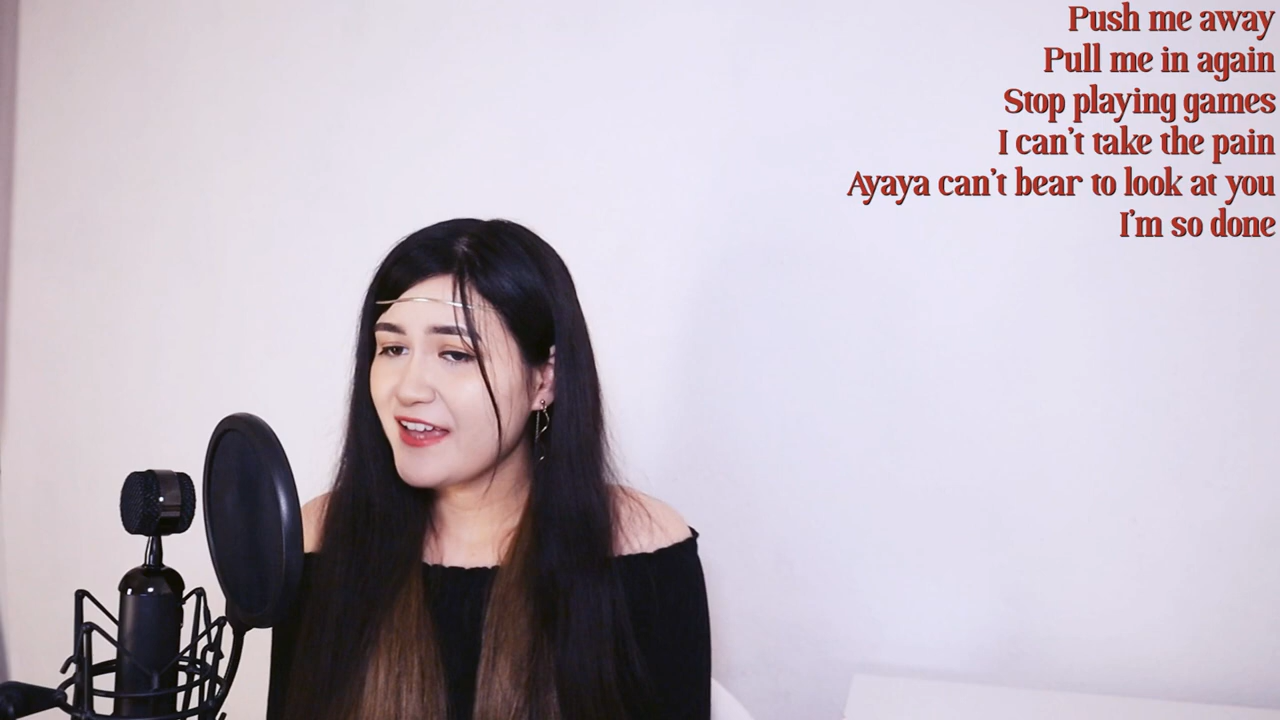 Push me away
Pull me in again
Stop playing games
I can't take the pain
Ayaya can't bear to look at you
I'm so done